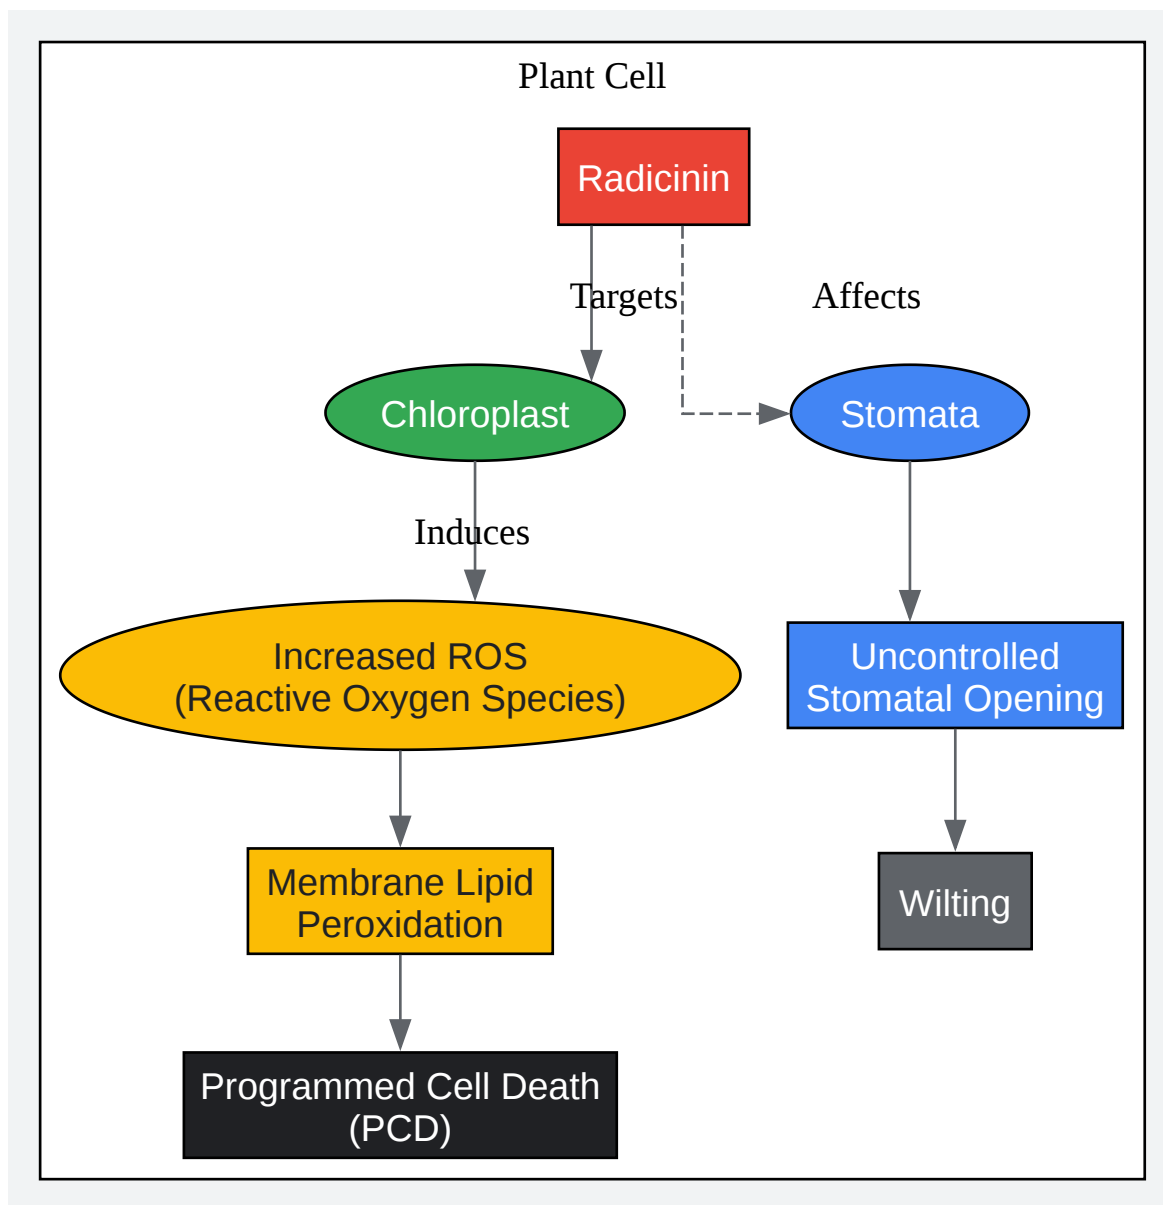 Plant Cell
Radicinin
Targets
Affects
Chloroplast
Stomata
Induces
Increased ROS
(Reactive Oxygen Species)
Uncontrolled
Stomatal Opening
Membrane Lipid
Peroxidation
Wilting
Programmed Cell Death
(PCD)